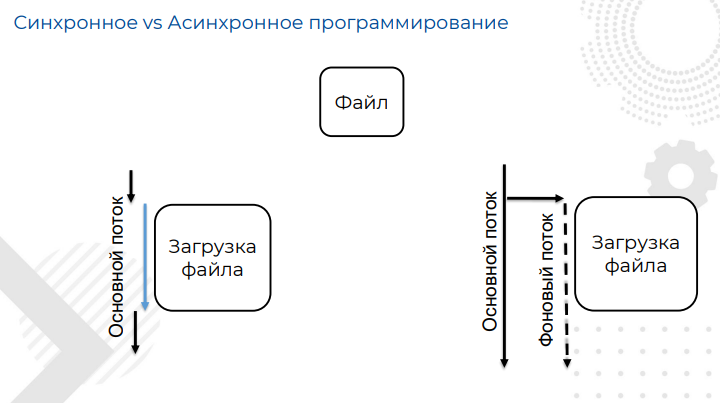 Синхронное vs Асинхронное программирование
Файл
Основной поток
Загрузка
файла
Основной поток
Фоновый поток
Загрузка
файла